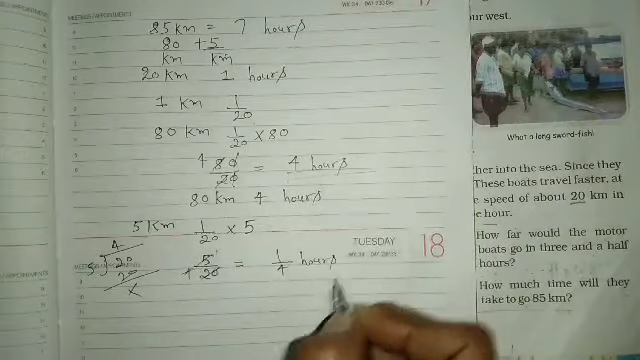 MEETINGS / APPOINTMENTS
85 km = 7 hours
80 + 5
km km
20 km 1 hours
1 km 1/20
80 km 1/20 × 80
4 80/20 = 4 hours
80 km 4 hours
5 km 1/20 × 5
TUESDAY 18
5/20 = 1/4 hours
ur west.
What a long sword-fish!
her into the sea. Since they
These boats travel faster, at
speed of about 20 km in
e hour.
How far would the motor
boats go in three and a half
hours?
How much time will they
take to go 85 km?